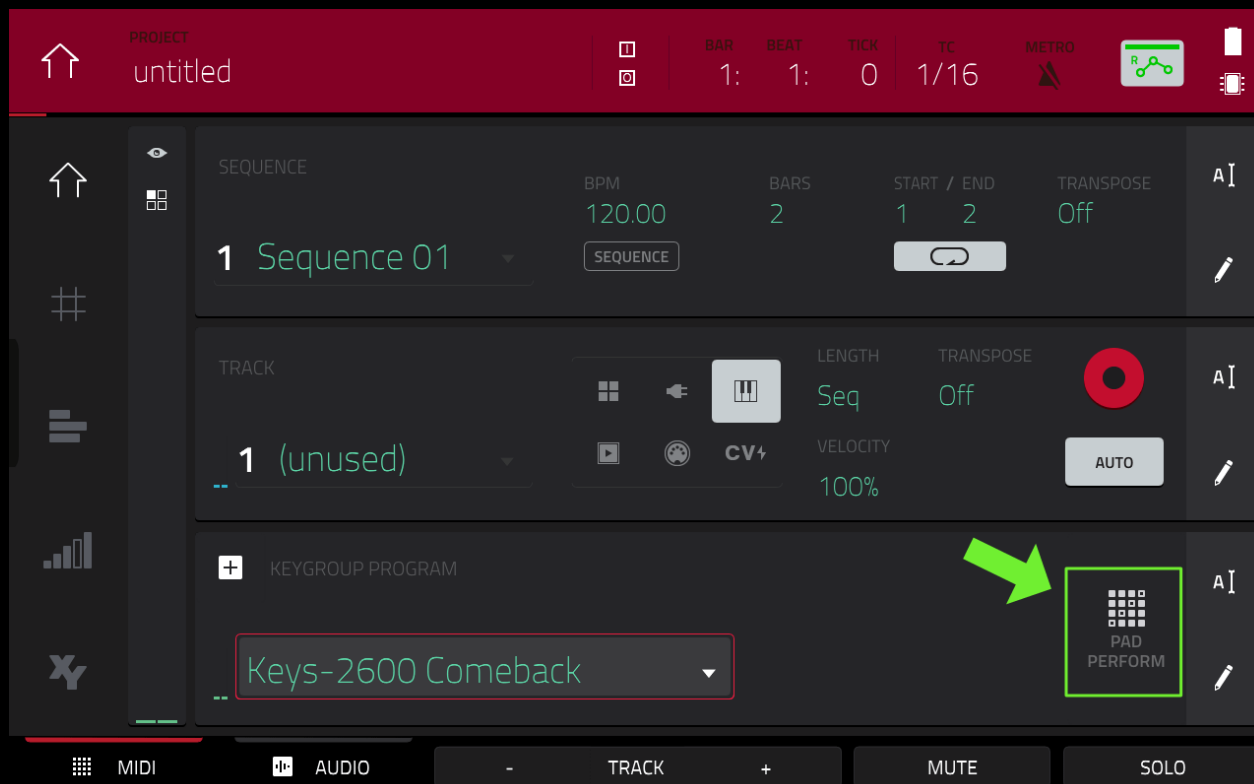 PROJECT
untitled
BAR BEAT TICK TC METRO
1: 1: 0 1/16
R
SEQUENCE
BPM BARS START / END TRANSPOSE
120.00 2 1 2 Off
1 Sequence 01
SEQUENCE
A
TRACK
LENGTH TRANSPOSE
Seq Off
A
1 (unused)
CV
VELOCITY
100%
AUTO
--
KEYGROUP PROGRAM
A
PAD
PERFORM
Keys-2600 Comeback
--
XY
MIDI AUDIO - TRACK + MUTE SOLO